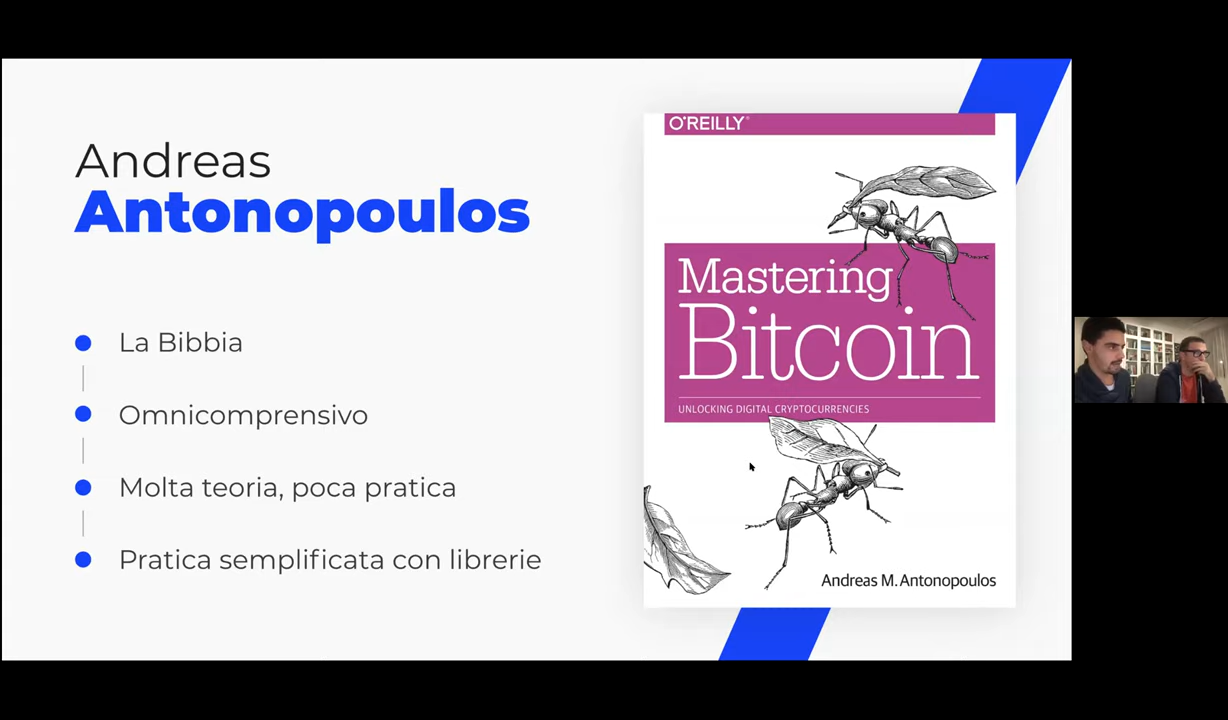 Andreas
Antonopoulos
La Bibbia
Omnicomprensivo
Molta teoria, poca pratica
Pratica semplificata con librerie
O'REILLY®
Mastering
Bitcoin
UNLOCKING DIGITAL CRYPTOCURRENCIES
Andreas M. Antonopoulos